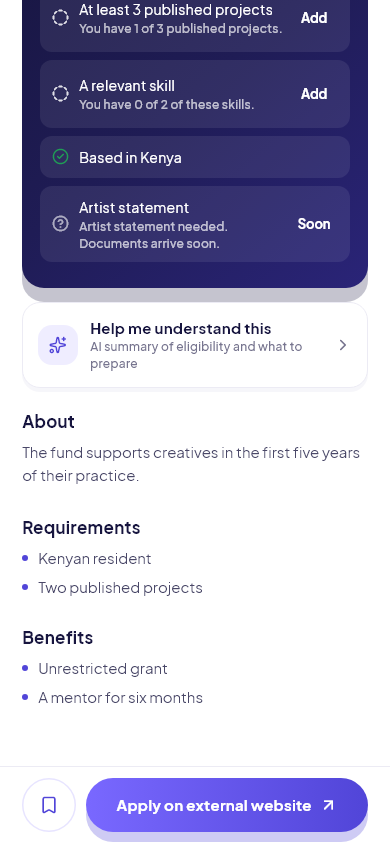 At least 3 published projects
You have 1 of 3 published projects.
Add
A relevant skill
You have 0 of 2 of these skills.
Add
Based in Kenya
Artist statement
Artist statement needed.
Documents arrive soon.
Soon
Help me understand this
AI summary of eligibility and what to
prepare
About
The fund supports creatives in the first five years
of their practice.
Requirements
Kenyan resident
Two published projects
Benefits
Unrestricted grant
A mentor for six months
Apply on external website